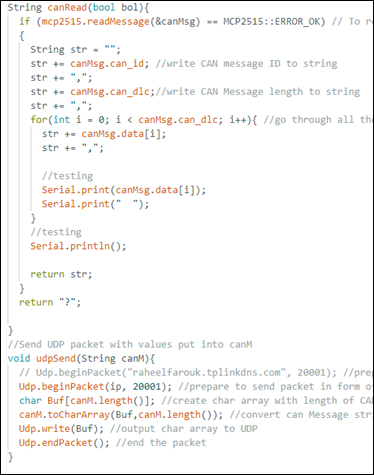 String canRead(bool bol){
if (mcp2515.readMessage(&canMsg) == MCP2515::ERROR_OK) // To re
{
String str = "";
str += canMsg.can_id; //write CAN message ID to string
str += ",";
str += canMsg.can_dlc;//write CAN Message length to string
str += ",";
for(int i = 0; i < canMsg.can_dlc; i++){ //go through all the
str += canMsg.data[i];
str += ",";
//testing
Serial.print(canMsg.data[i]);
Serial.print("  ");
}
//testing
Serial.println();
return str;
}
return "?";
}
//Send UDP packet with values put into canM
void udpSend(String canM){
// Udp.beginPacket("raheelfarouk.tplinkdns.com", 20001); //prep
Udp.beginPacket(ip, 20001); //prepare to send packet in form o
char Buf[canM.length()]; //create char array with length of CA
canM.toCharArray(Buf,canM.length()); //convert can Message stri
Udp.write(Buf); //output char array to UDP
Udp.endPacket(); //end the packet
}